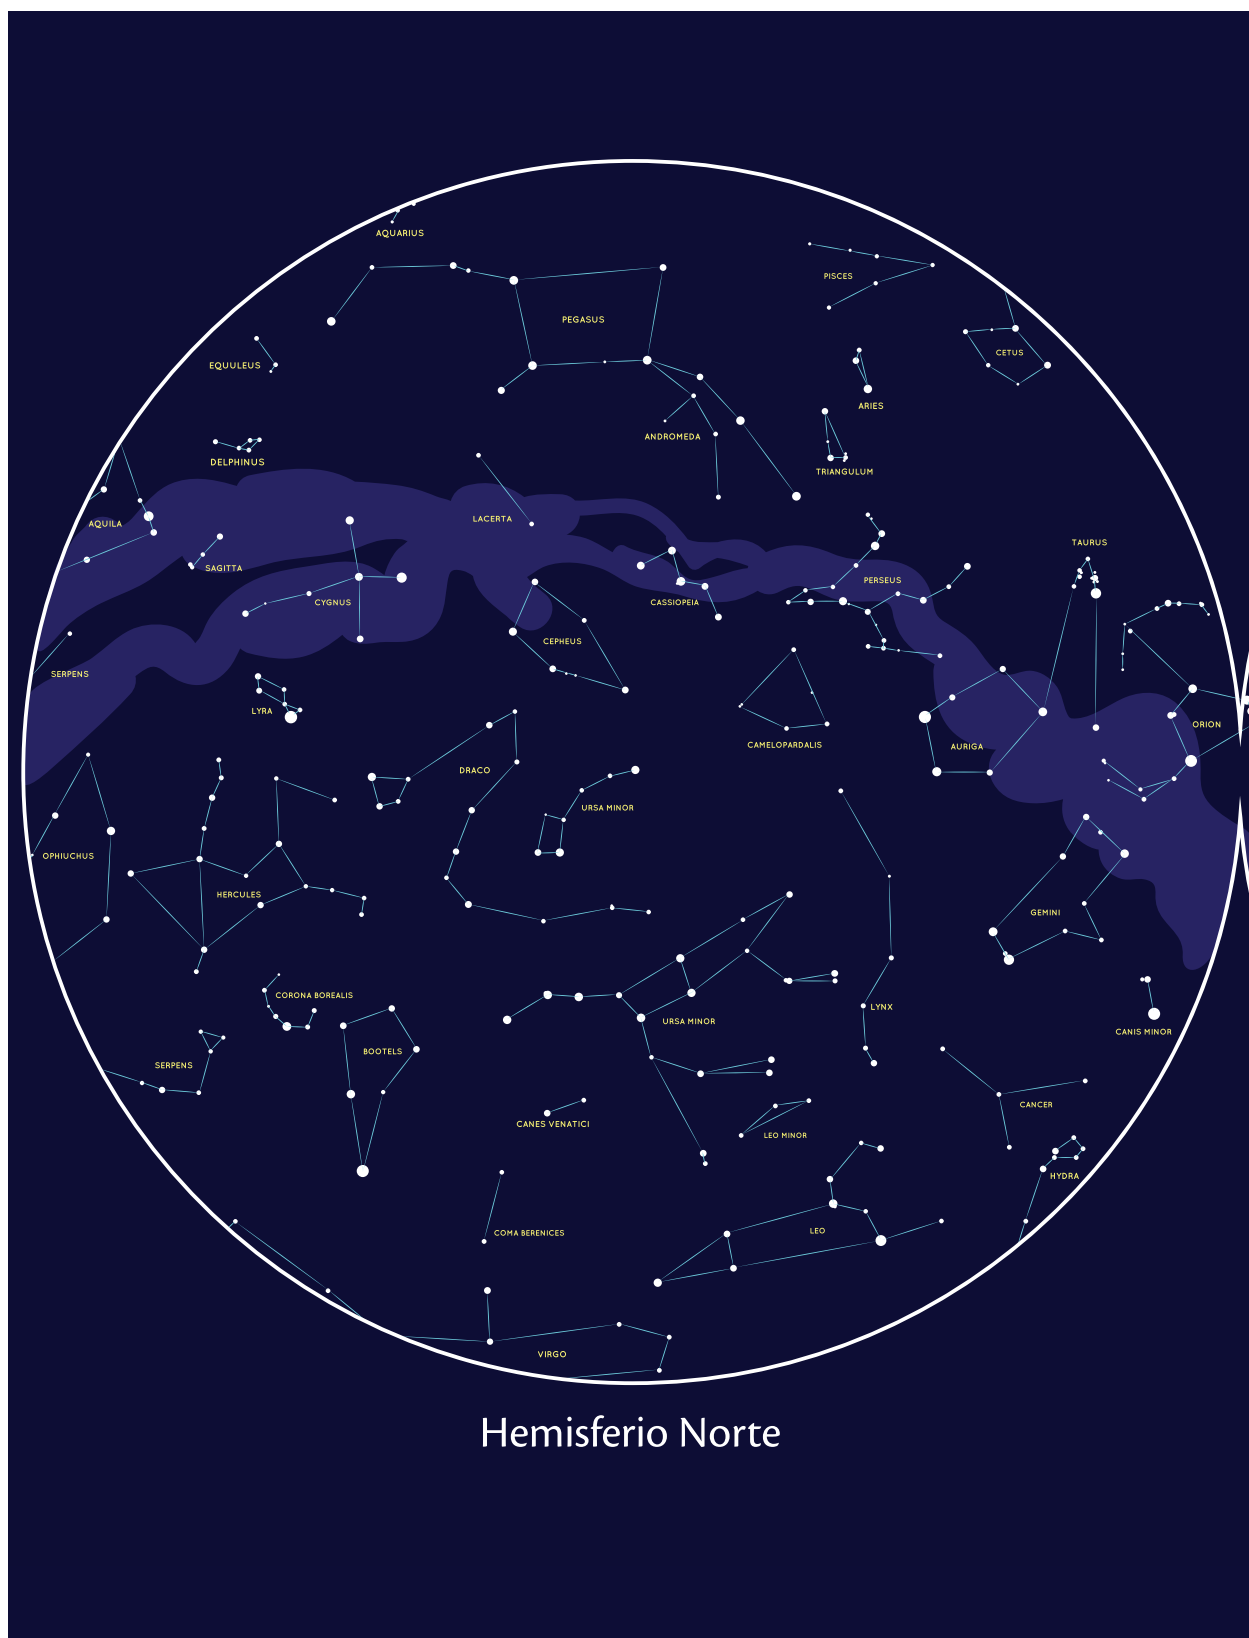 AQUARIUS
PISCES
PEGASUS
CETUS
EQUULEUS
ARIES
ANDROMEDA
DELPHINUS
TRIANGULUM
LACERTA
AQUILA
TAURUS
SAGITTA
PERSEUS
CYGNUS
CASSIOPEIA
CEPHEUS
SERPENS
LYRA
ORION
CAMELOPARDALIS
AURIGA
DRACO
URSA MINOR
OPHIUCHUS
HERCULES
GEMINI
CORONA BOREALIS
LYNX
URSA MINOR
CANIS MINOR
BOOTELS
SERPENS
CANCER
CANES VENATICI
LEO MINOR
HYDRA
LEO
COMA BERENICES
VIRGO
Hemisferio Norte